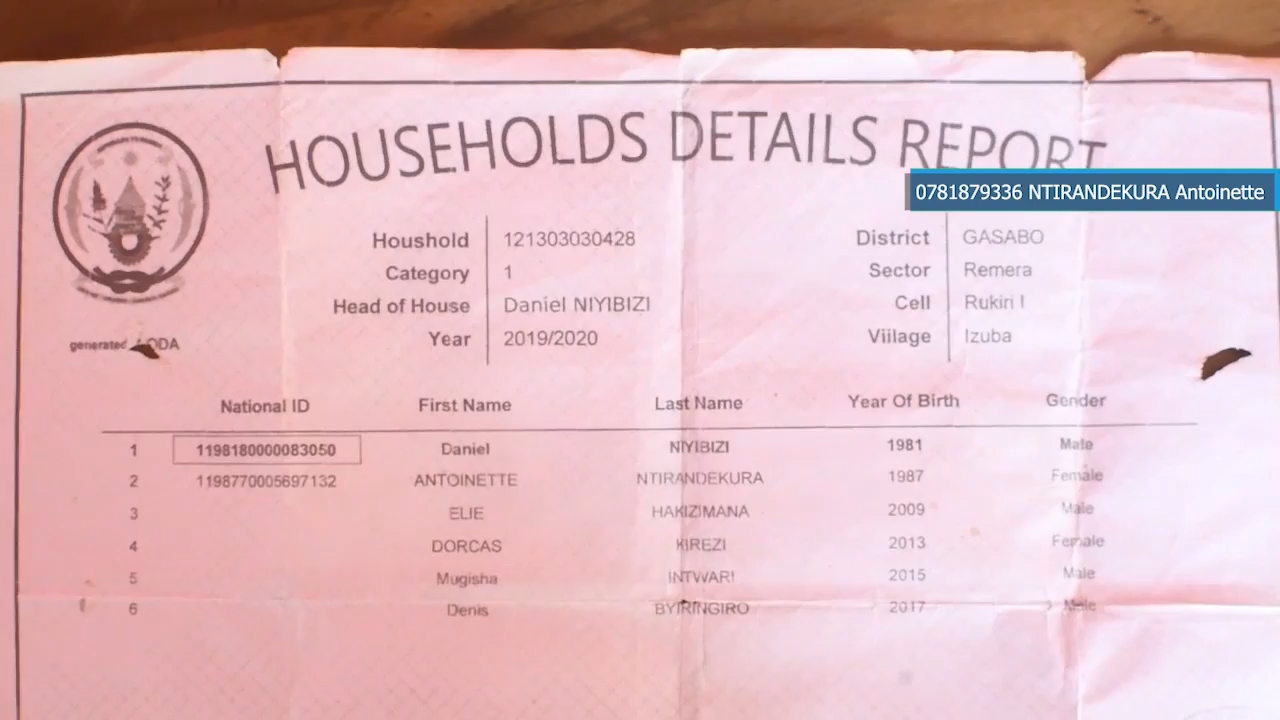 HOUSEHOLDS DETAILS REPORT
0781879336 NTIRANDEKURA Antoinette
Houshold 121303030428
Category 1
Head of House Daniel NIYIBIZI
Year 2019/2020
District GASABO
Sector Remera
Cell Rukiri I
Village Izuba
generated ODA
National ID First Name Last Name Year Of Birth Gender
1 1198180000083050 Daniel NIYIBIZI 1981 Male
2 1198770005697132 ANTOINETTE NTIRANDEKURA 1987 Female
3 ELIE HAKIZIMANA 2009 Male
4 DORCAS KIREZI 2013 Female
5 Mugisha INTWARI 2015 Male
6 Denis BYIRINGIRO 2017 Male